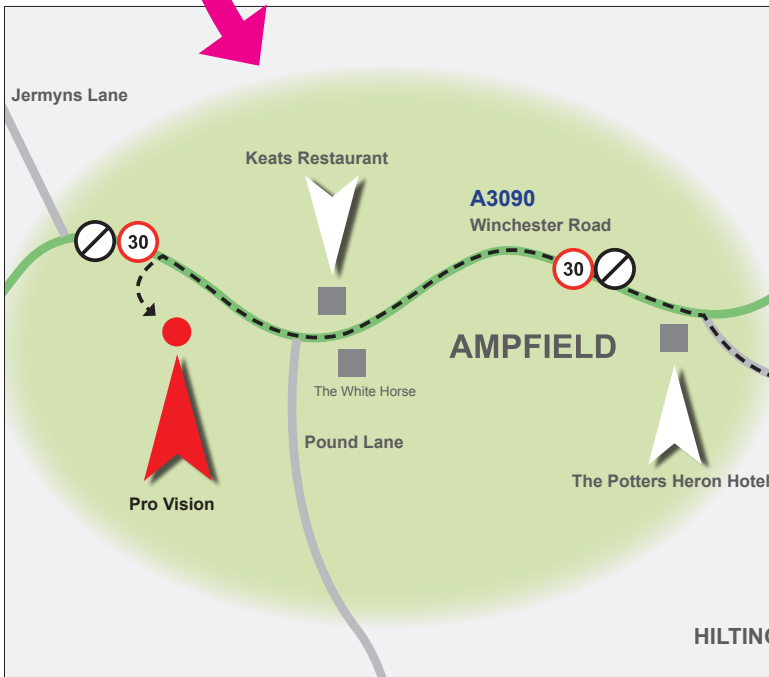 Jermyns Lane
Keats Restaurant
A3090
Winchester Road
30
30
AMPFIELD
The White Horse
Pound Lane
The Potters Heron Hotel
Pro Vision
HILTING